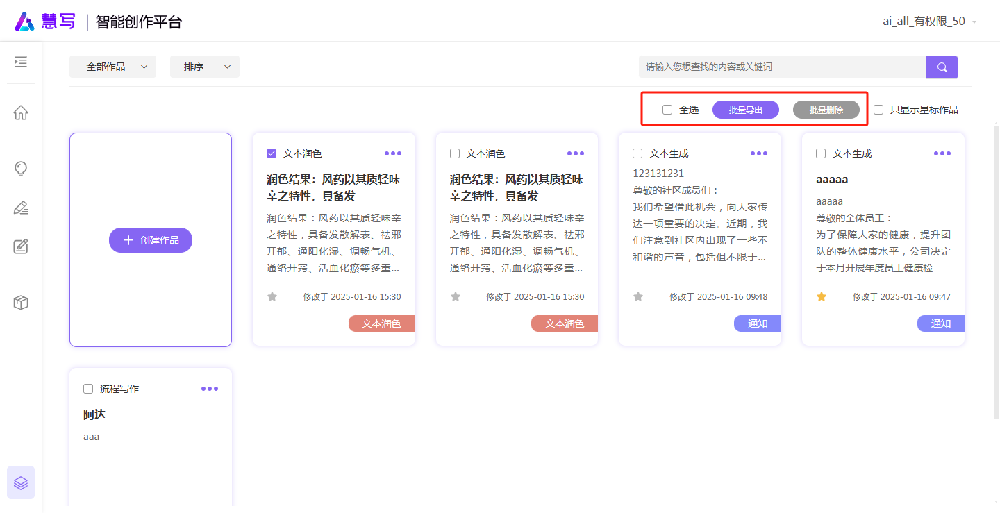 慧写 智能创作平台
ai_all_有权限_50
全部作品 排序
请输入您想查找的内容或关键词
全选 批量导出 批量删除 只显示星标作品
创建作品
文本润色
润色结果：风药以其质轻味
辛之特性，具备发
润色结果：风药以其质轻味辛
之特性，具备发散解表、祛邪
开郁、通阳化湿、调畅气机、
通络开窍、活血化瘀等多重...
修改于 2025-01-16 15:30
文本润色
文本润色
润色结果：风药以其质轻味
辛之特性，具备发
润色结果：风药以其质轻味辛
之特性，具备发散解表、祛邪
开郁、通阳化湿、调畅气机、
通络开窍、活血化瘀等多重...
修改于 2025-01-16 15:30
文本润色
文本生成
123131231
尊敬的社区成员们：
我们希望借此机会，向大家传
达一项重要的决定。近期，我
们注意到社区内出现了一些不
和谐的声音，包括但不限于...
修改于 2025-01-16 09:48
通知
文本生成
aaaaa
aaaaa
尊敬的全体员工：
为了保障大家的健康，提升团
队的整体健康水平，公司决定
于本月开展年度员工健康检
修改于 2025-01-16 09:47
通知
流程写作
阿达
aaa